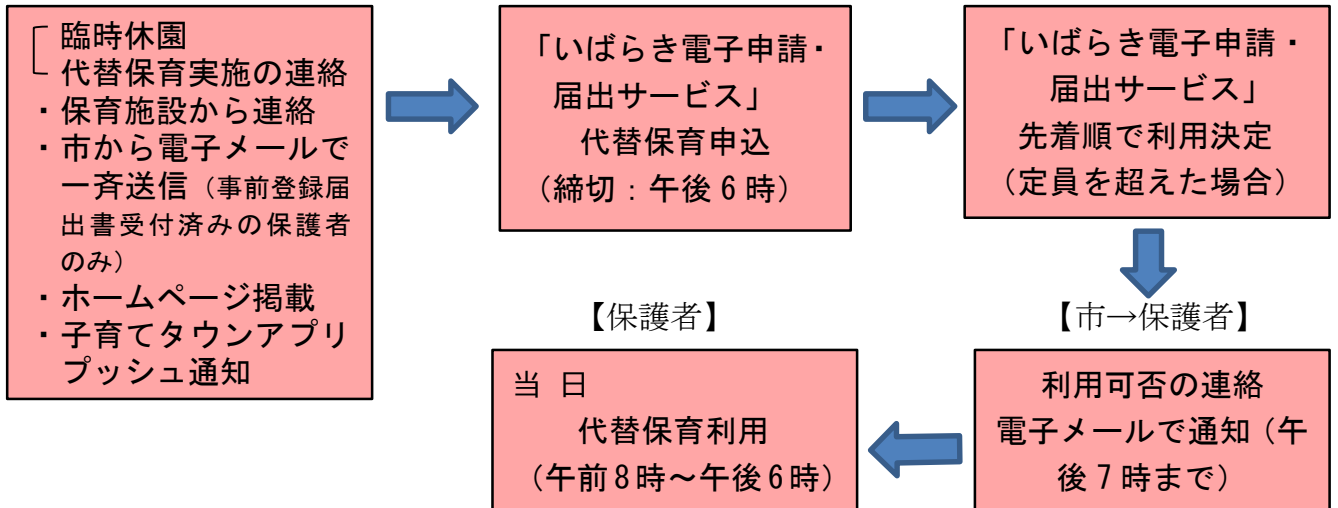 臨時休園
代替保育実施の連絡
・保育施設から連絡
・市から電子メールで
一斉送信（事前登録届
出書受付済みの保護者
のみ）
・ホームページ掲載
・子育てタウンアプリ
プッシュ通知
「いばらき電子申請・
届出サービス」
代替保育申込
（締切：午後６時）
「いばらき電子申請・
届出サービス」
先着順で利用決定
（定員を超えた場合）
【市→保護者】
利用可否の連絡
電子メールで通知（午
後７時まで）
【保護者】
当 日
代替保育利用
（午前８時～午後６時）